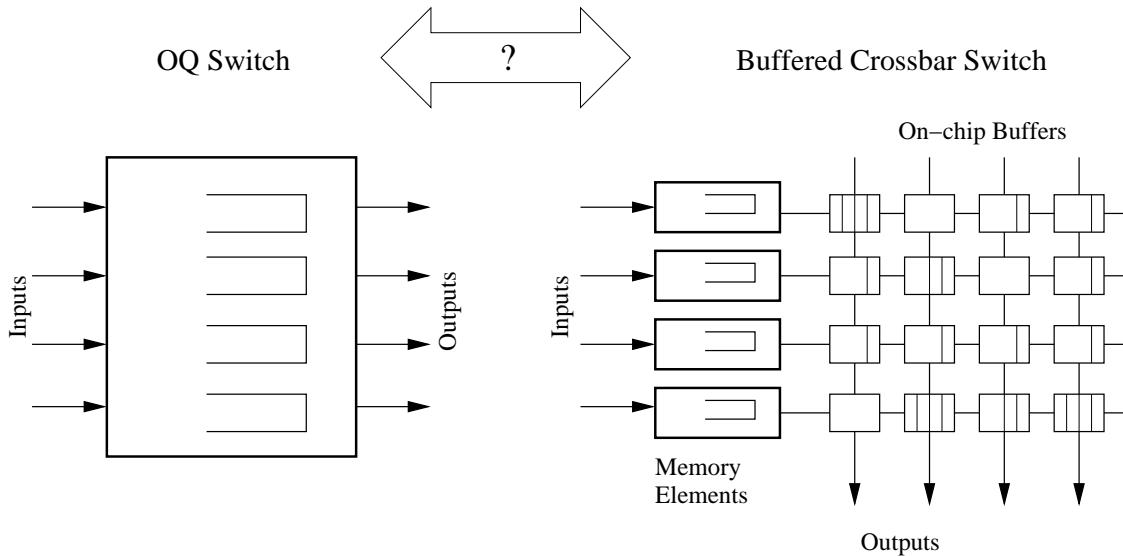 OQ Switch
?
Buffered Crossbar Switch
On-chip Buffers
Inputs
Outputs
Inputs
Memory
Elements
Outputs